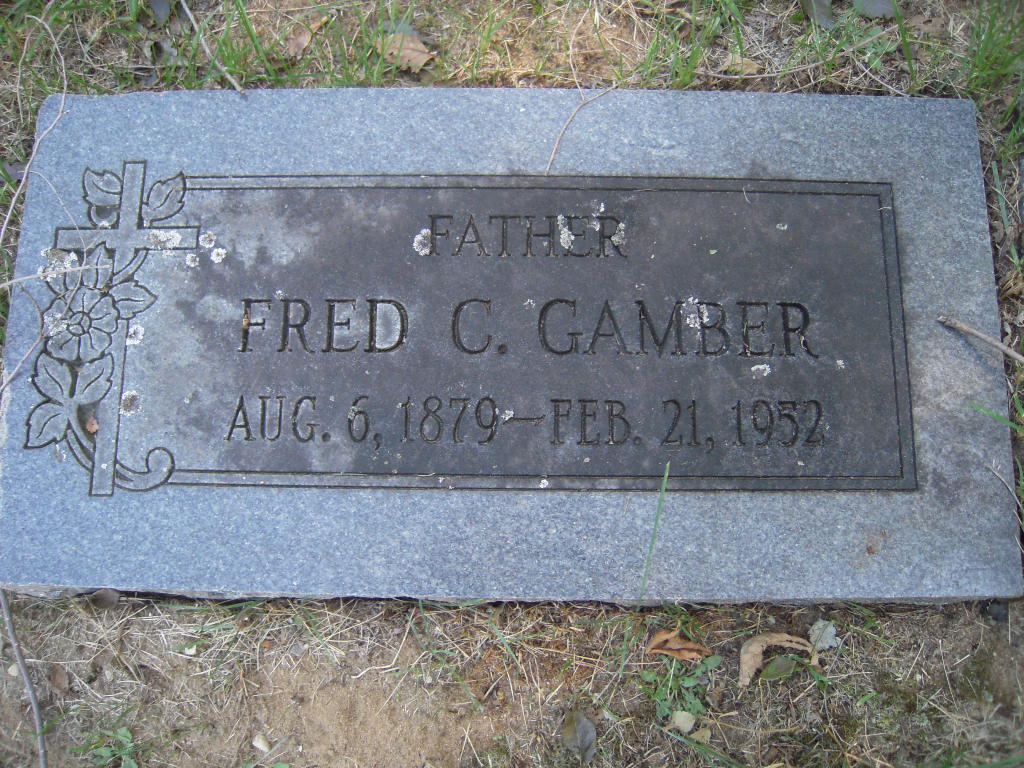 FATHER
FRED C. GAMBER
AUG. 6, 1879 — FEB. 21, 1952